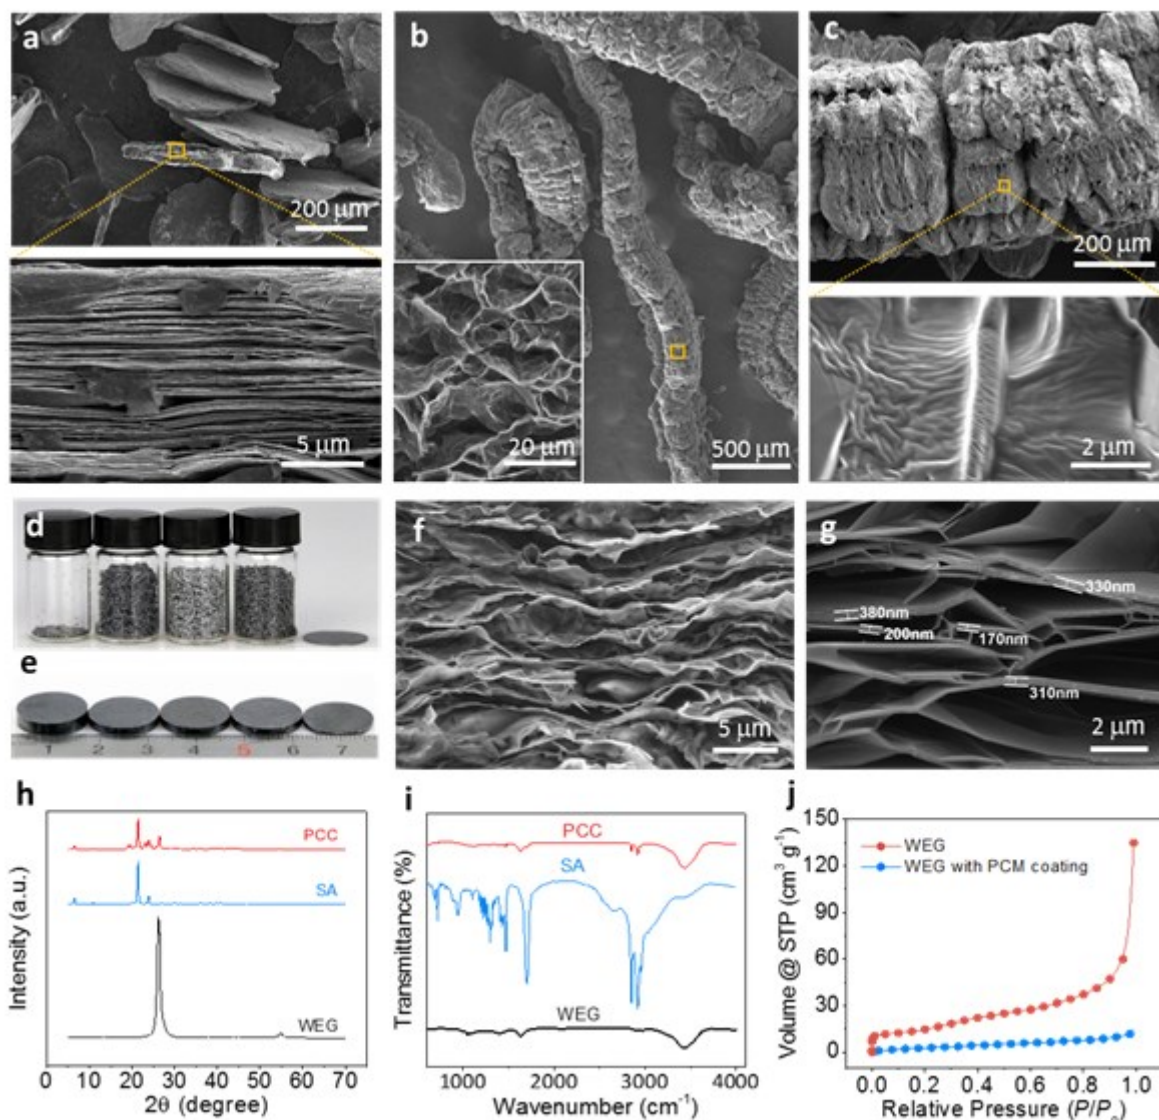 a
200 μm
5 μm
b
20 μm
500 μm
c
200 μm
2 μm
d
e
1 2 3 4 5 6 7
f
5 μm
g
330nm
380nm
200nm
170nm
310nm
2 μm
h
PCC
SA
WEG
Intensity (a.u.)
0 10 20 30 40 50 60 70
2θ (degree)
i
PCC
SA
WEG
Transmittance (%)
1000 2000 3000 4000
Wavenumber (cm⁻¹)
j
WEG
WEG with PCM coating
Volume @ STP (cm³ g⁻¹)
150
120
90
60
30
0
0.0 0.2 0.4 0.6 0.8 1.0
Relative Pressure (P/P